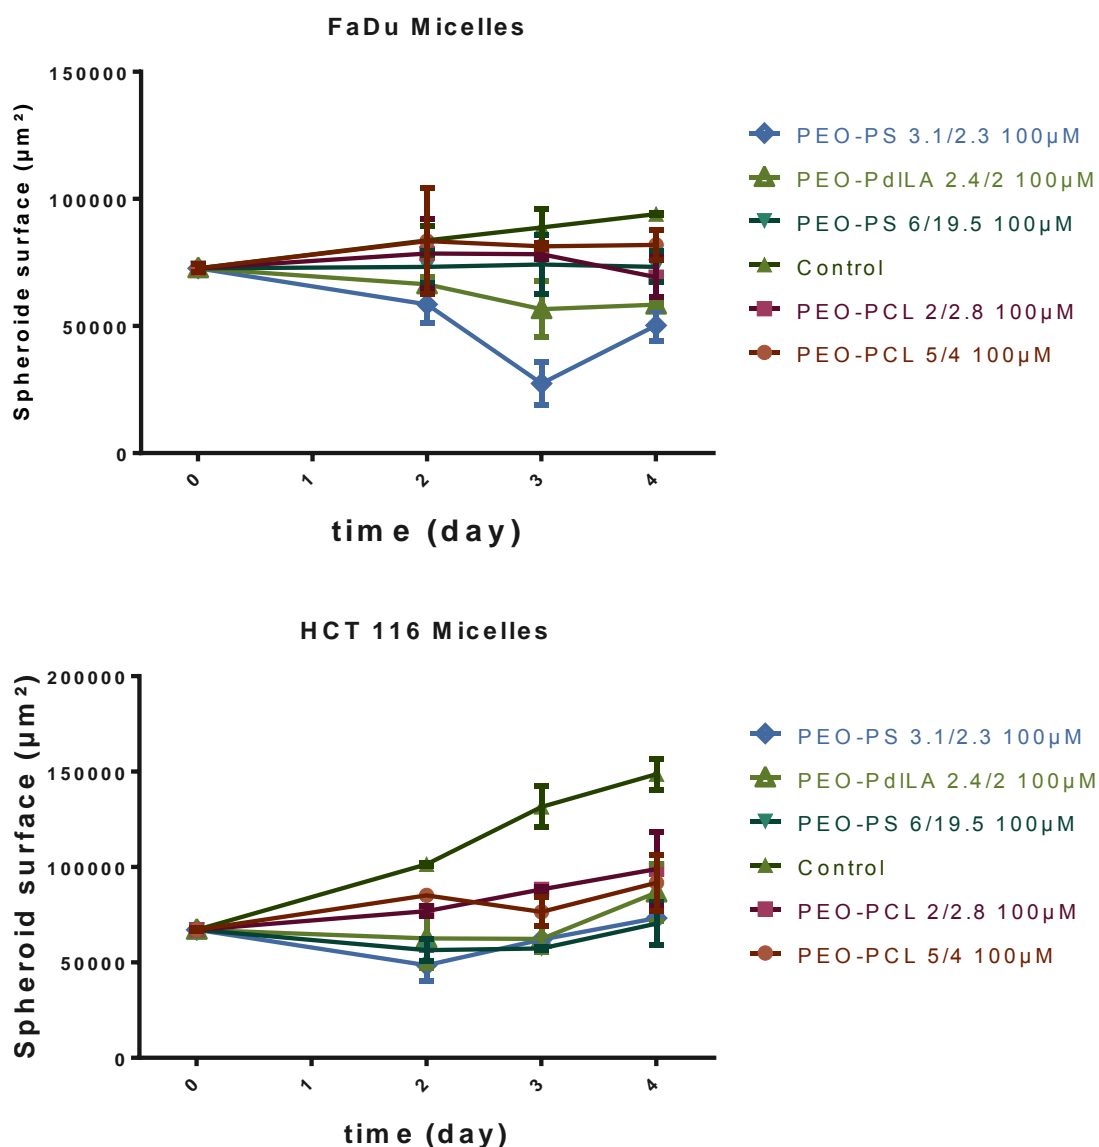 FaDu Micelles
Spheroide surface (µm²)
150000
100000
50000
0
0
1
2
3
4
time (day)
PEO-PS 3.1/2.3 100µM
PEO-PdlLA 2.4/2 100µM
PEO-PS 6/19.5 100µM
Control
PEO-PCL 2/2.8 100µM
PEO-PCL 5/4 100µM
HCT 116 Micelles
Spheroid surface (µm²)
200000
150000
100000
50000
0
0
1
2
3
4
time (day)
PEO-PS 3.1/2.3 100µM
PEO-PdlLA 2.4/2 100µM
PEO-PS 6/19.5 100µM
Control
PEO-PCL 2/2.8 100µM
PEO-PCL 5/4 100µM